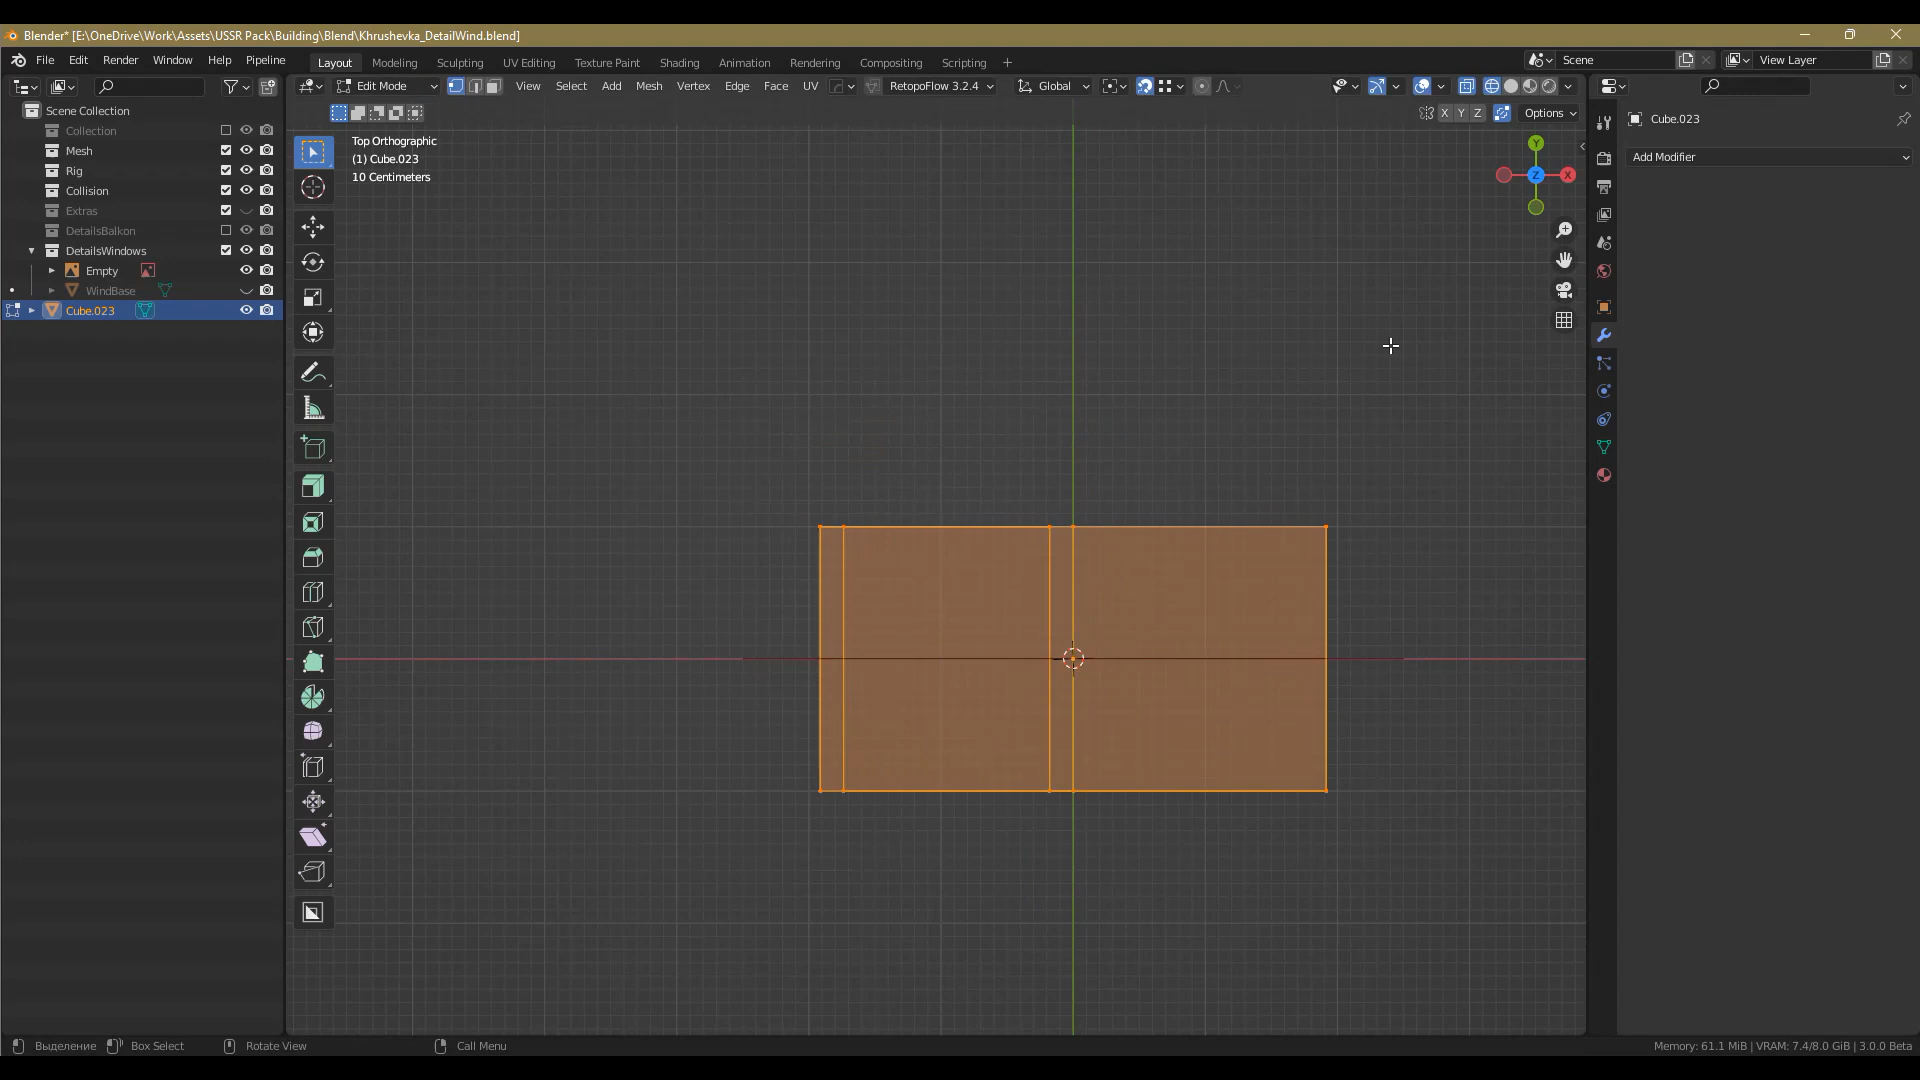 Blender* [E:\OneDrive\Work\Assets\USSR Pack\Building\Blend\Khrushevka_DetailWind.blend]
File Edit Render Window Help Pipeline
Layout Modeling Sculpting UV Editing Texture Paint Shading Animation Rendering Compositing Scripting +
Scene
View Layer
Edit Mode View Select Add Mesh Vertex Edge Face UV RetopoFlow 3.2.4 Global
X Y Z Options
Scene Collection
Collection
Mesh
Rig
Collision
Extras
DetailsBalkon
DetailsWindows
Empty
WindBase
Cube.023
Top Orthographic
(1) Cube.023
10 Centimeters
Y
Z
X
Cube.023
Add Modifier
Выделение Box Select Rotate View Call Menu
Memory: 61.1 MiB | VRAM: 7.4/8.0 GiB | 3.0.0 Beta